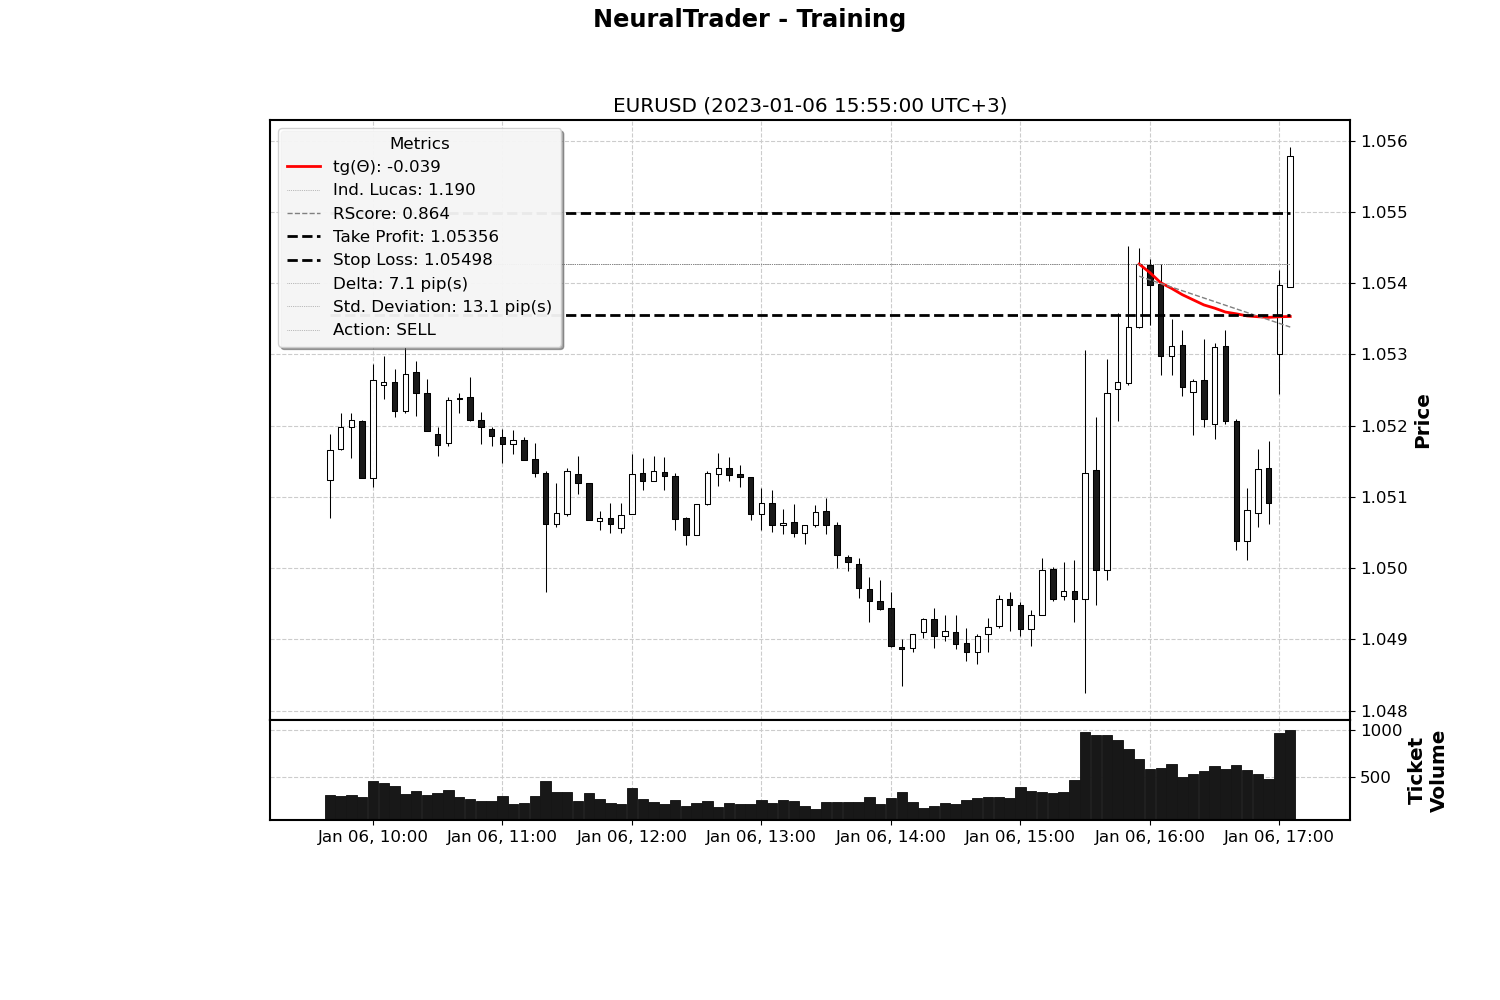 NeuralTrader - Training
EURUSD (2023-01-06 15:55:00 UTC+3)
Metrics
tg(Θ): -0.039
Ind. Lucas: 1.190
RScore: 0.864
Take Profit: 1.05356
Stop Loss: 1.05498
Delta: 7.1 pip(s)
Std. Deviation: 13.1 pip(s)
Action: SELL
1.056
1.055
1.054
1.053
1.052
1.051
1.050
1.049
1.048
Price
1000
500
Ticket
Volume
Jan 06, 10:00
Jan 06, 11:00
Jan 06, 12:00
Jan 06, 13:00
Jan 06, 14:00
Jan 06, 15:00
Jan 06, 16:00
Jan 06, 17:00